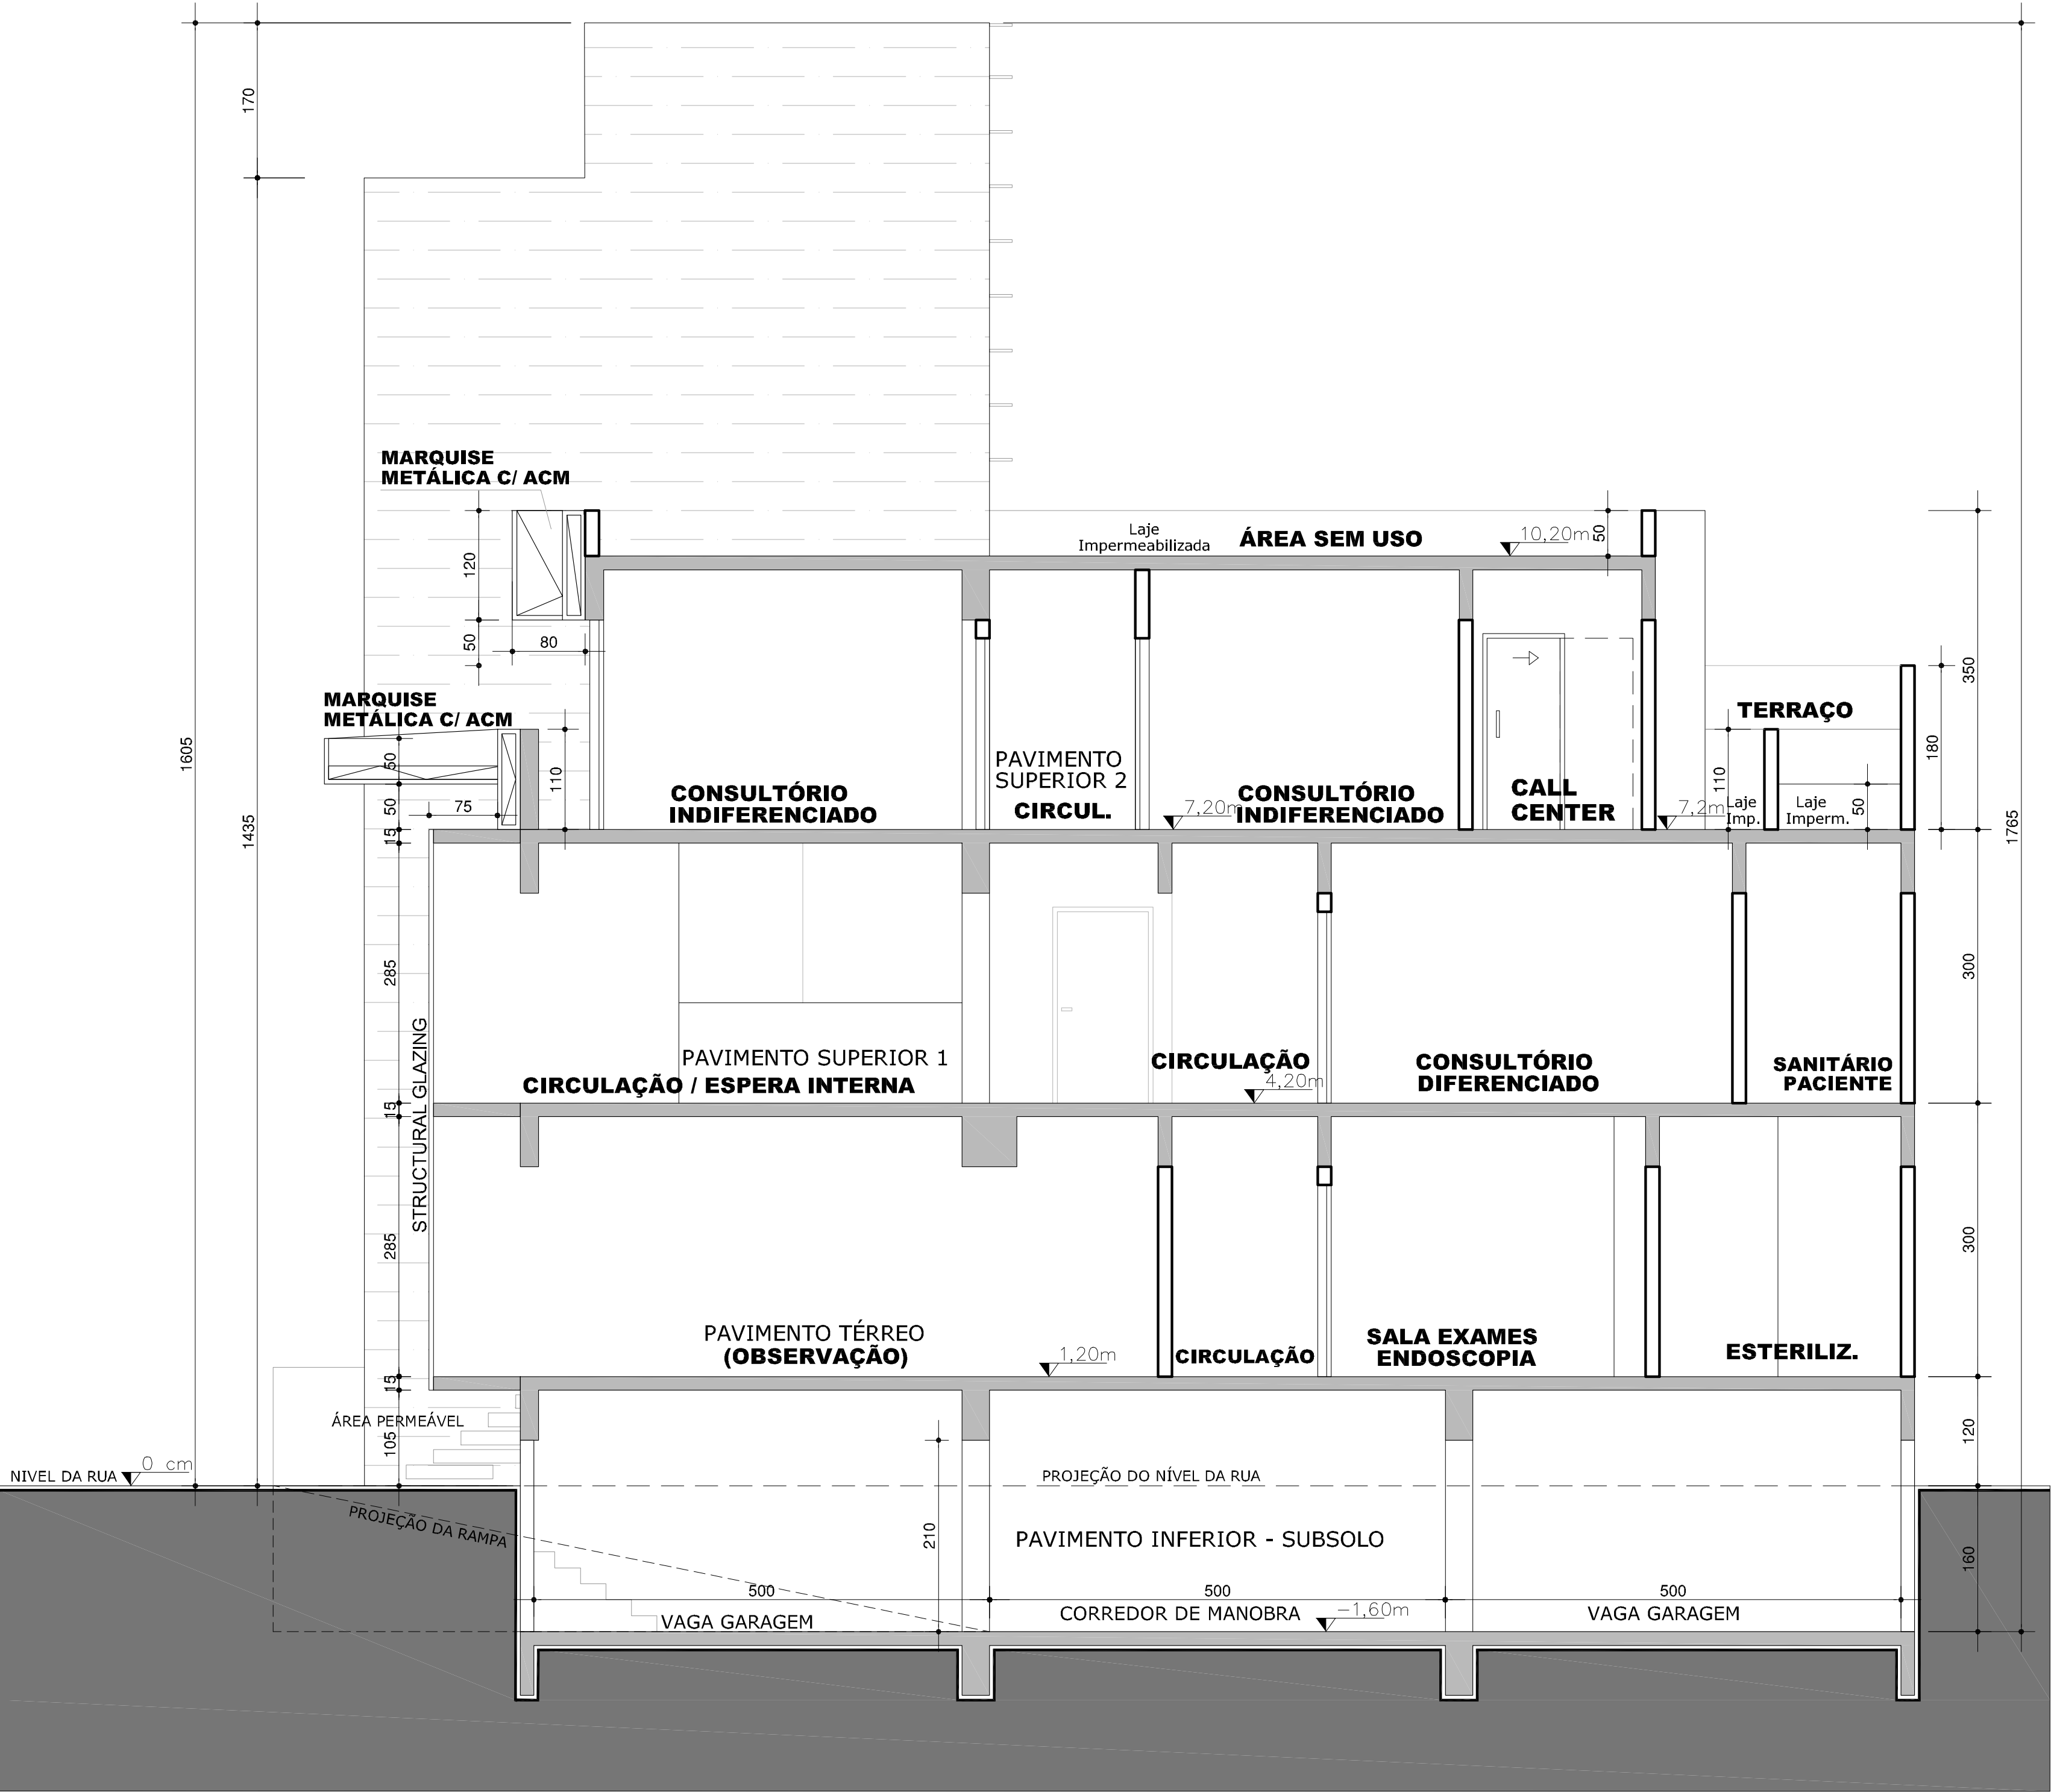 170
1605
1435
MARQUISE
METÁLICA C/ ACM
120
50
80
MARQUISE
METÁLICA C/ ACM
50
50
75
110
15
285
15
285
15
105
STRUCTURAL GLAZING
Laje
Impermeabilizada
ÁREA SEM USO
10,20m
50
CONSULTÓRIO
INDIFERENCIADO
PAVIMENTO
SUPERIOR 2
CIRCUL.
7,20m
CONSULTÓRIO
INDIFERENCIADO
CALL
CENTER
7,2m
TERRAÇO
110
Laje
Imp.
Laje
Imperm.
50
180
350
1765
PAVIMENTO SUPERIOR 1
CIRCULAÇÃO / ESPERA INTERNA
CIRCULAÇÃO
4,20m
CONSULTÓRIO
DIFERENCIADO
SANITÁRIO
PACIENTE
300
PAVIMENTO TÉRREO
(OBSERVAÇÃO)
1,20m
CIRCULAÇÃO
SALA EXAMES
ENDOSCOPIA
ESTERILIZ.
300
ÁREA PERMEÁVEL
NIVEL DA RUA
0 cm
PROJEÇÃO DA RAMPA
PROJEÇÃO DO NÍVEL DA RUA
120
210
PAVIMENTO INFERIOR - SUBSOLO
160
500
500
500
VAGA GARAGEM
CORREDOR DE MANOBRA
-1,60m
VAGA GARAGEM